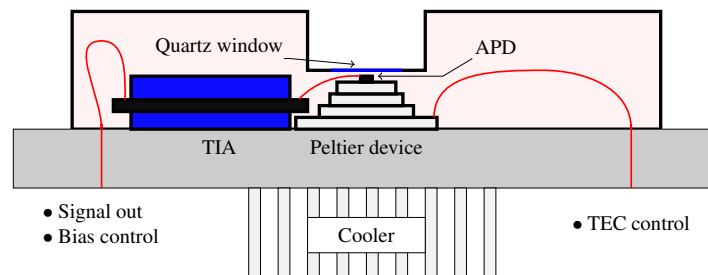 Quartz window
APD
TIA
Peltier device
● Signal out
● Bias control
Cooler
● TEC control